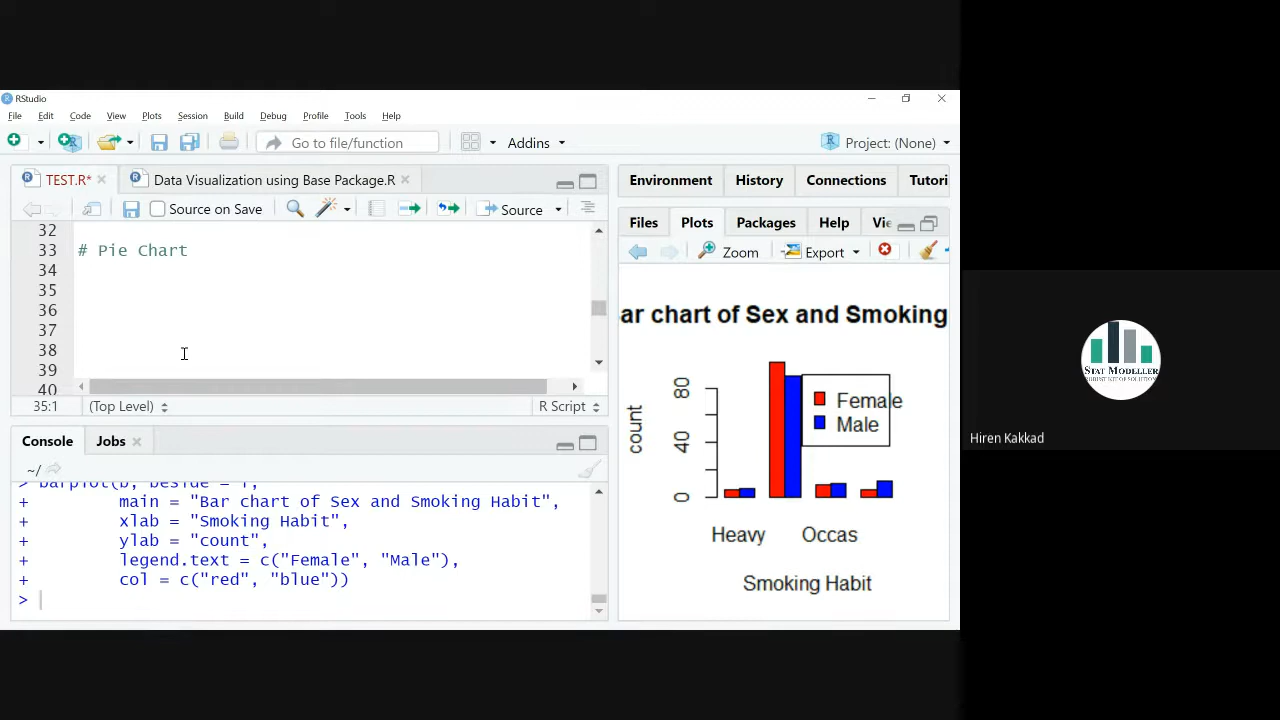 RStudio
File Edit Code View Plots Session Build Debug Profile Tools Help
Go to file/function Addins Project: (None)
TEST.R* Data Visualization using Base Package.R
Source on Save Source
32
33 # Pie Chart
34
35
36
37
38
39
40
35:1 (Top Level) R Script
Console Jobs
~/
> barplot(b, beside = T,
+ main = "Bar chart of Sex and Smoking Habit",
+ xlab = "Smoking Habit",
+ ylab = "count",
+ legend.text = c("Female", "Male"),
+ col = c("red", "blue"))
>
Environment History Connections Tutori
Files Plots Packages Help Vie
Zoom Export
ar chart of Sex and Smoking
count
80
40
0
Female
Male
Heavy Occas
Smoking Habit
STAT MODELLER
Hiren Kakkad